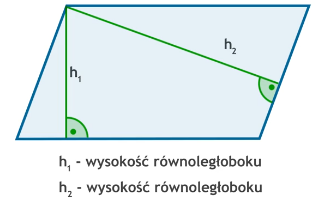 h₂
h₁
h₁ - wysokość równoległoboku
h₂ - wysokość równoległoboku